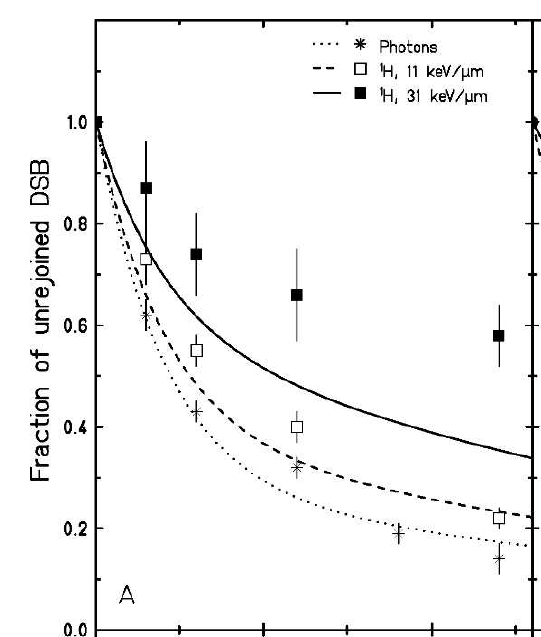 Photons
¹H, 11 keV/μm
¹H, 31 keV/μm
1.0
0.8
0.6
0.4
0.2
0.0
Fraction of unrejoined DSB
A